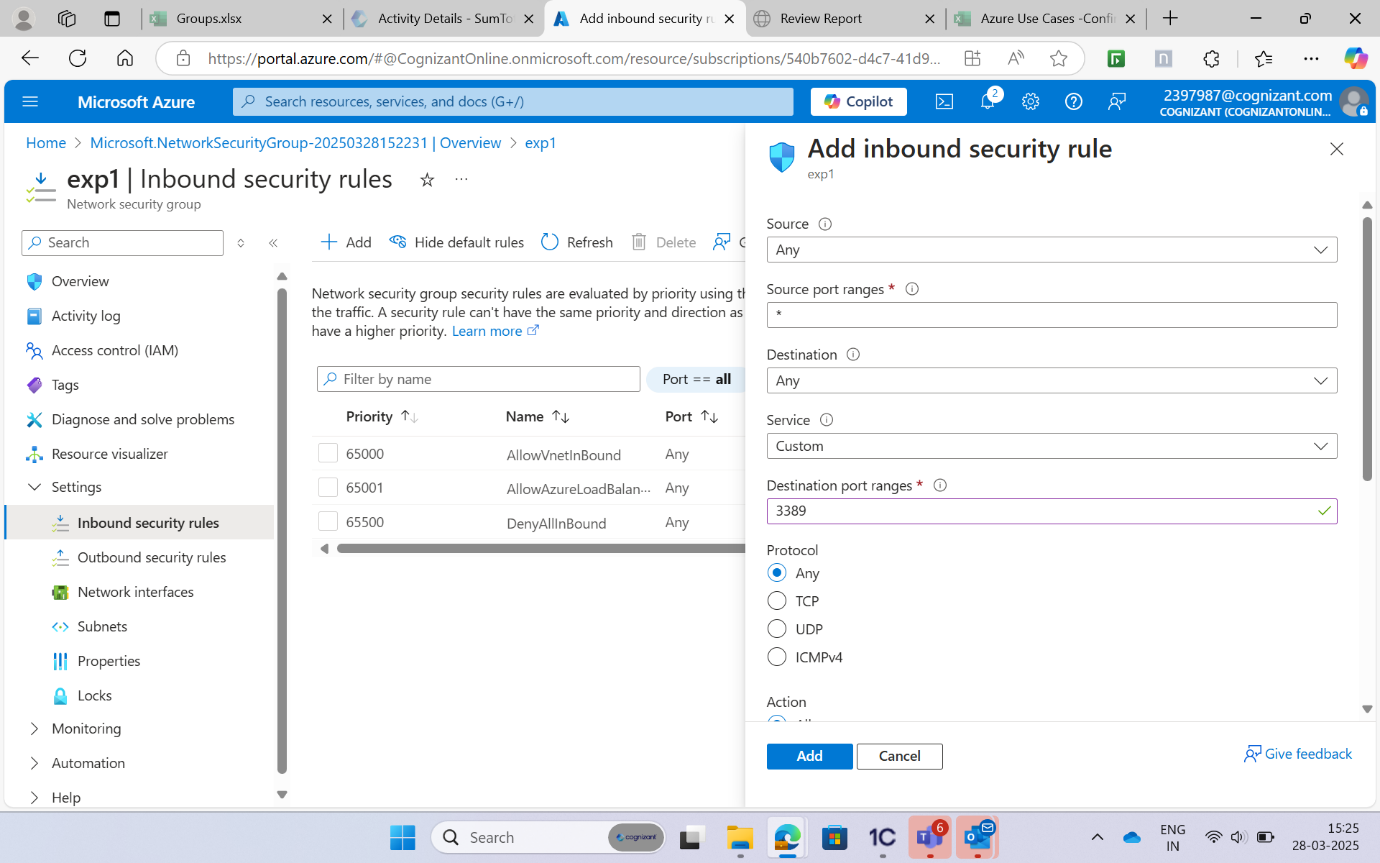 Groups.xlsx
Activity Details - SumTo
Add inbound security ru
Review Report
Azure Use Cases -Confi
https://portal.azure.com/#@CognizantOnline.onmicrosoft.com/resource/subscriptions/540b7602-d4c7-41d9...
Microsoft Azure
Search resources, services, and docs (G+/)
Copilot
2
2397987@cognizant.com
COGNIZANT (COGNIZANTONLIN...
Home > Microsoft.NetworkSecurityGroup-20250328152231 | Overview > exp1
exp1 | Inbound security rules
Network security group
Search
Overview
Activity log
Access control (IAM)
Tags
Diagnose and solve problems
Resource visualizer
Settings
Inbound security rules
Outbound security rules
Network interfaces
Subnets
Properties
Locks
Monitoring
Automation
Help
Add
Hide default rules
Refresh
Delete
G
Network security group security rules are evaluated by priority using th
the traffic. A security rule can't have the same priority and direction as
have a higher priority. Learn more
Filter by name
Port == all
Priority Name Port
65000 AllowVnetInBound Any
65001 AllowAzureLoadBalan... Any
65500 DenyAllInBound Any
Add inbound security rule
exp1
Source
Any
Source port ranges *
*
Destination
Any
Service
Custom
Destination port ranges *
3389
Protocol
Any
TCP
UDP
ICMPv4
Action
Add
Cancel
Give feedback
Search
cognizant
1C
6
ENG
IN
15:25
28-03-2025